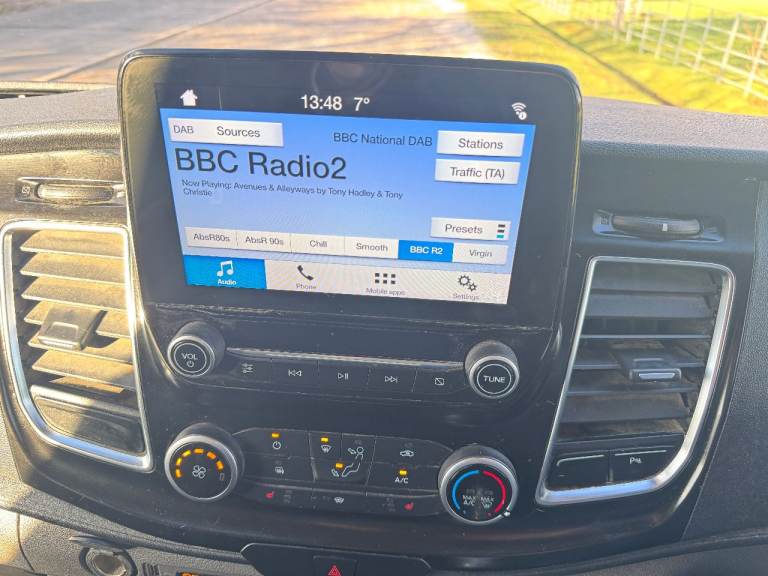 13:48 7°
DAB Sources
BBC National DAB
Stations
BBC Radio2
Traffic (TA)
Now Playing: Avenues & Alleyways by Tony Hadley & Tony
Christie
Presets
AbsR80s AbsR 90s Chill Smooth BBC R2 Virgin
Audio Phone Mobile apps Settings
VOL
TUNE
A/C
MAX A/C MAX